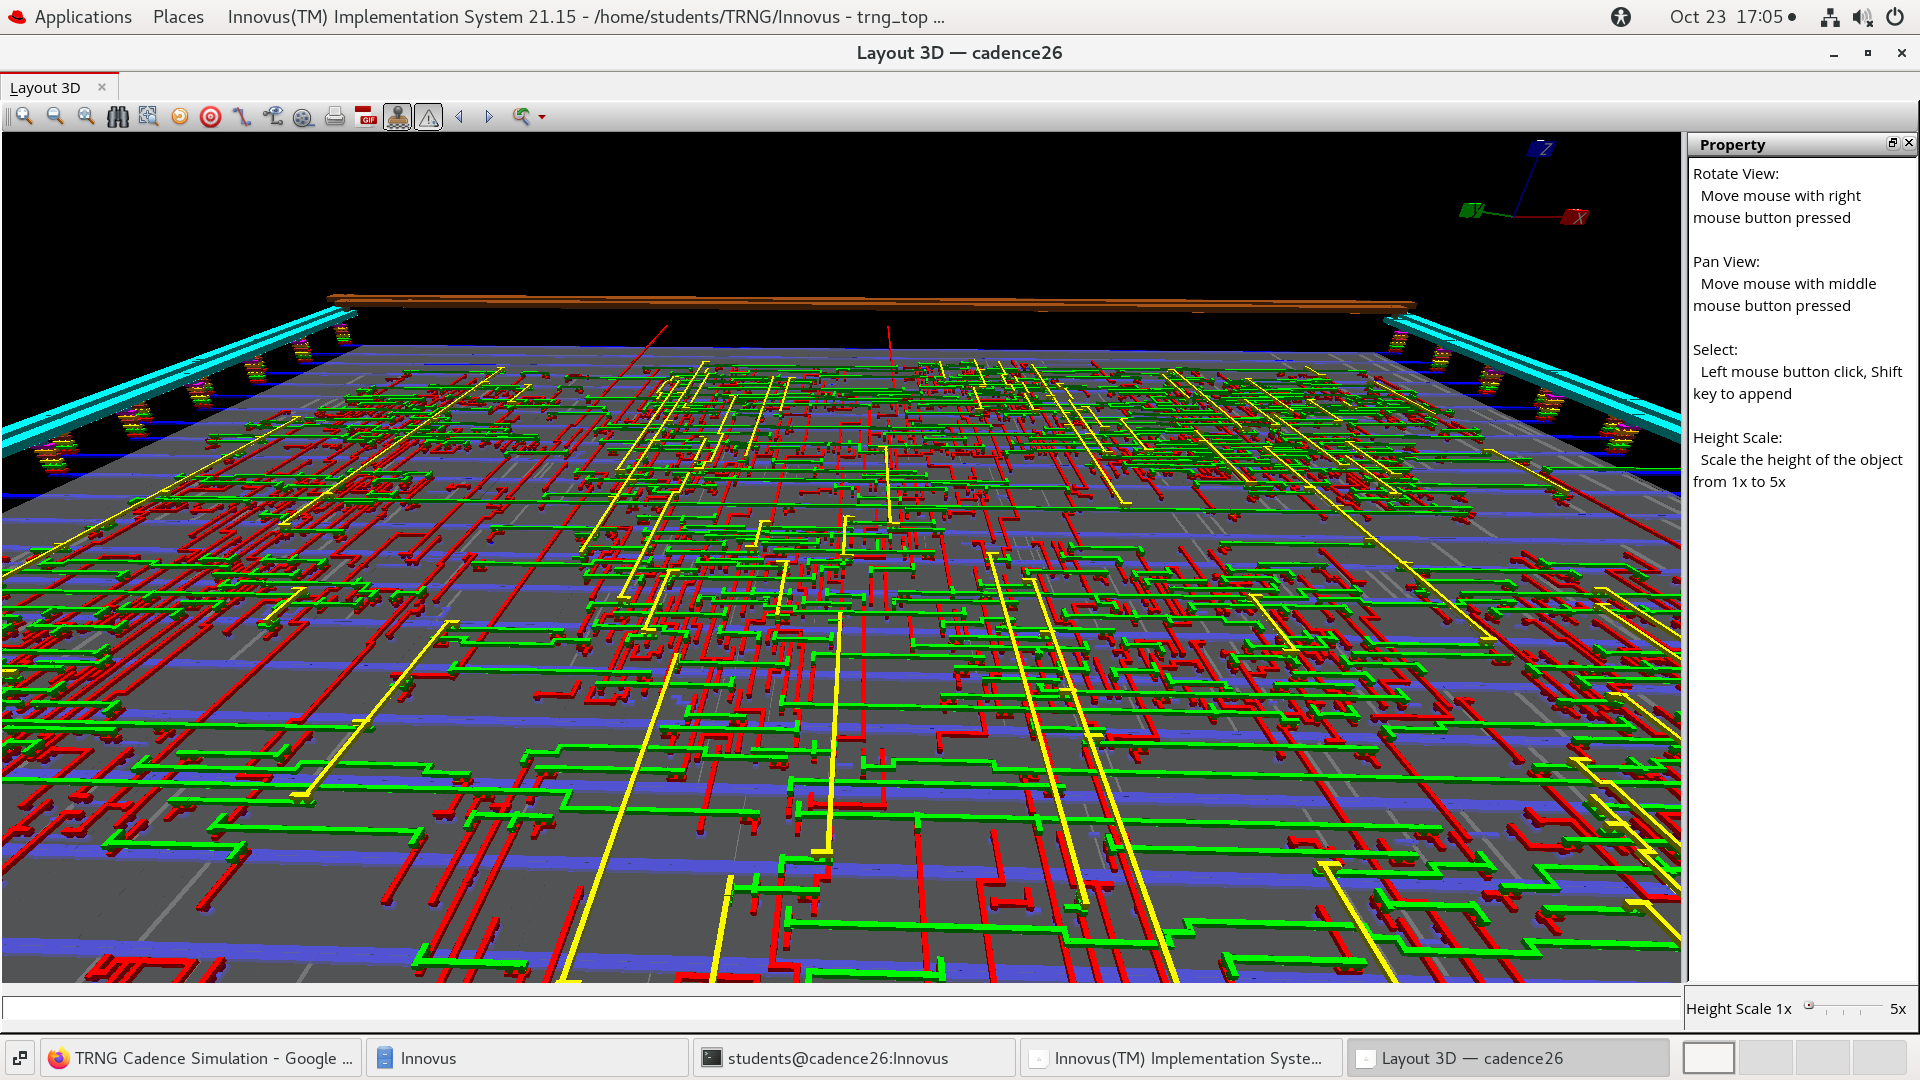 Applications Places Innovus(TM) Implementation System 21.15 - /home/students/TRNG/Innovus - trng_top ... Oct 23 17:05
Layout 3D — cadence26
Layout 3D
GIF
Z
X
Property
Rotate View:
Move mouse with right
mouse button pressed
Pan View:
Move mouse with middle
mouse button pressed
Select:
Left mouse button click, Shift
key to append
Height Scale:
Scale the height of the object
from 1x to 5x
Height Scale 1x 5x
TRNG Cadence Simulation - Google ... Innovus students@cadence26:Innovus Innovus(TM) Implementation Syste... Layout 3D — cadence26